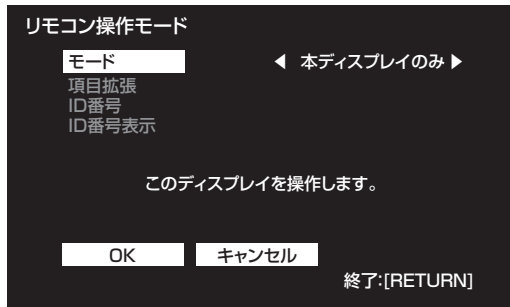 リモコン操作モード
モード ◀ 本ディスプレイのみ ▶
項目拡張
ID番号
ID番号表示
このディスプレイを操作します。
OK キャンセル
終了:[RETURN]